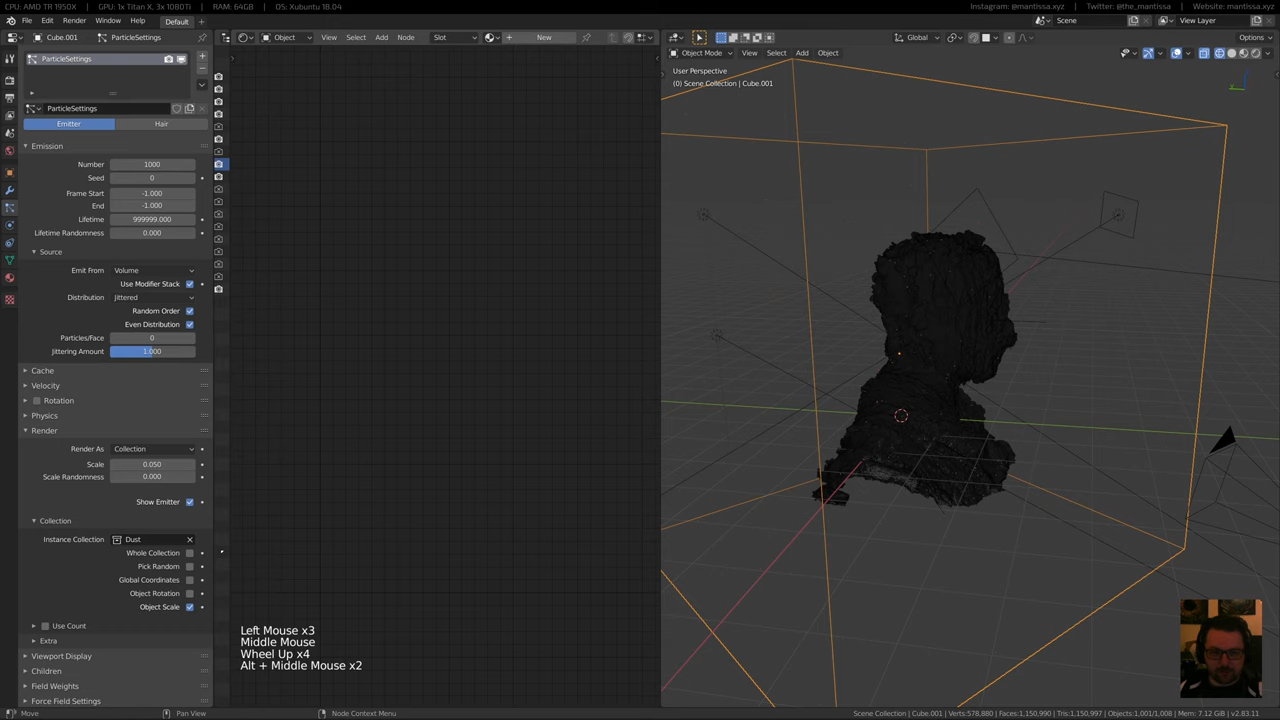 CPU: AMD TR 1950X | GPU: 1x Titan X, 3x 1080Ti | RAM: 64GB | OS: Xubuntu 18.04
Instagram: @mantissa.xyz | Twitter: @the_mantissa | Website: mantissa.xyz
File Edit Render Window Help Default
Scene View Layer
Cube.001 PaticleSettings
Object View Select Add Node Slot New
Global Options
Object Mode View Select Add Object
User Perspective
(0) Scene Collection | Cube.001
ParticleSettings
ParticleSettings
Emitter Hair
Emission
Number 1000
Seed 0
Frame Start -1.000
End -1.000
Lifetime 999999.000
Lifetime Randomness 0.000
Source
Emit From Volume
Use Modifier Stack
Distribution Jittered
Random Order
Even Distribution
Particles/Face 0
Jittering Amount 1.000
Cache
Velocity
Rotation
Physics
Render
Render As Collection
Scale 0.050
Scale Randomness 0.000
Show Emitter
Collection
Instance Collection Dust
Whole Collection
Pick Random
Global Coordinates
Object Rotation
Object Scale
Use Count
Extra
Viewport Display
Children
Field Weights
Force Field Settings
Left Mouse x3
Middle Mouse
Wheel Up x4
Alt + Middle Mouse x2
Move Pan View Node Context Menu
Scene Collection | Cube.001 | Verts:578,880 | Faces:1,150,990 | Tris:1,150,997 | Objects:1,001/1,008 | Mem: 7.12 GiB | v2.83.11